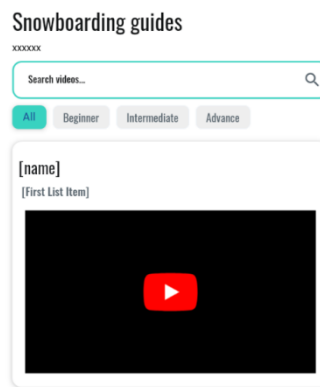 Snowboarding guides
xxxxxx
Search videos...
All Beginner Intermediate Advance
[name]
[First List Item]